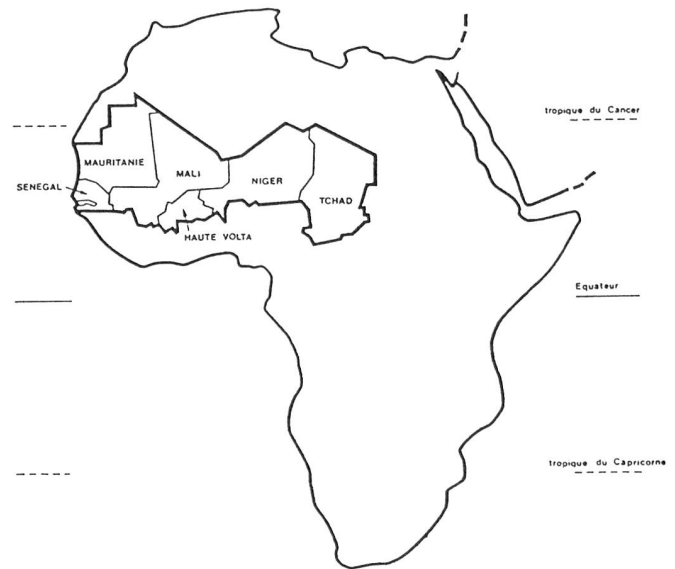 tropique du Cancer
MAURITANIE
MALI
SENEGAL
NIGER
TCHAD
HAUTE VOLTA
Equateur
tropique du Capricorne